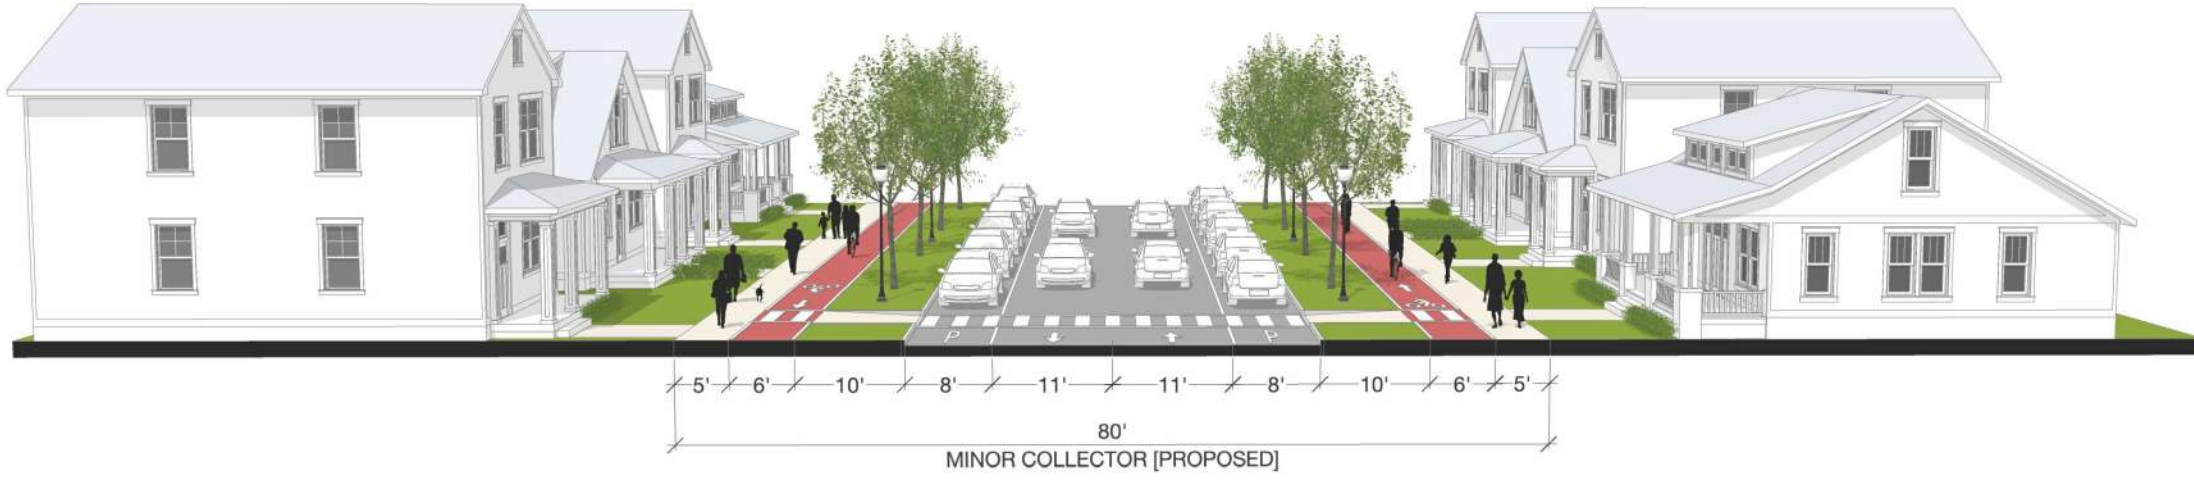 P P
5' 6' 10' 8' 11' 11' 8' 10' 6' 5'
80'
MINOR COLLECTOR [PROPOSED]